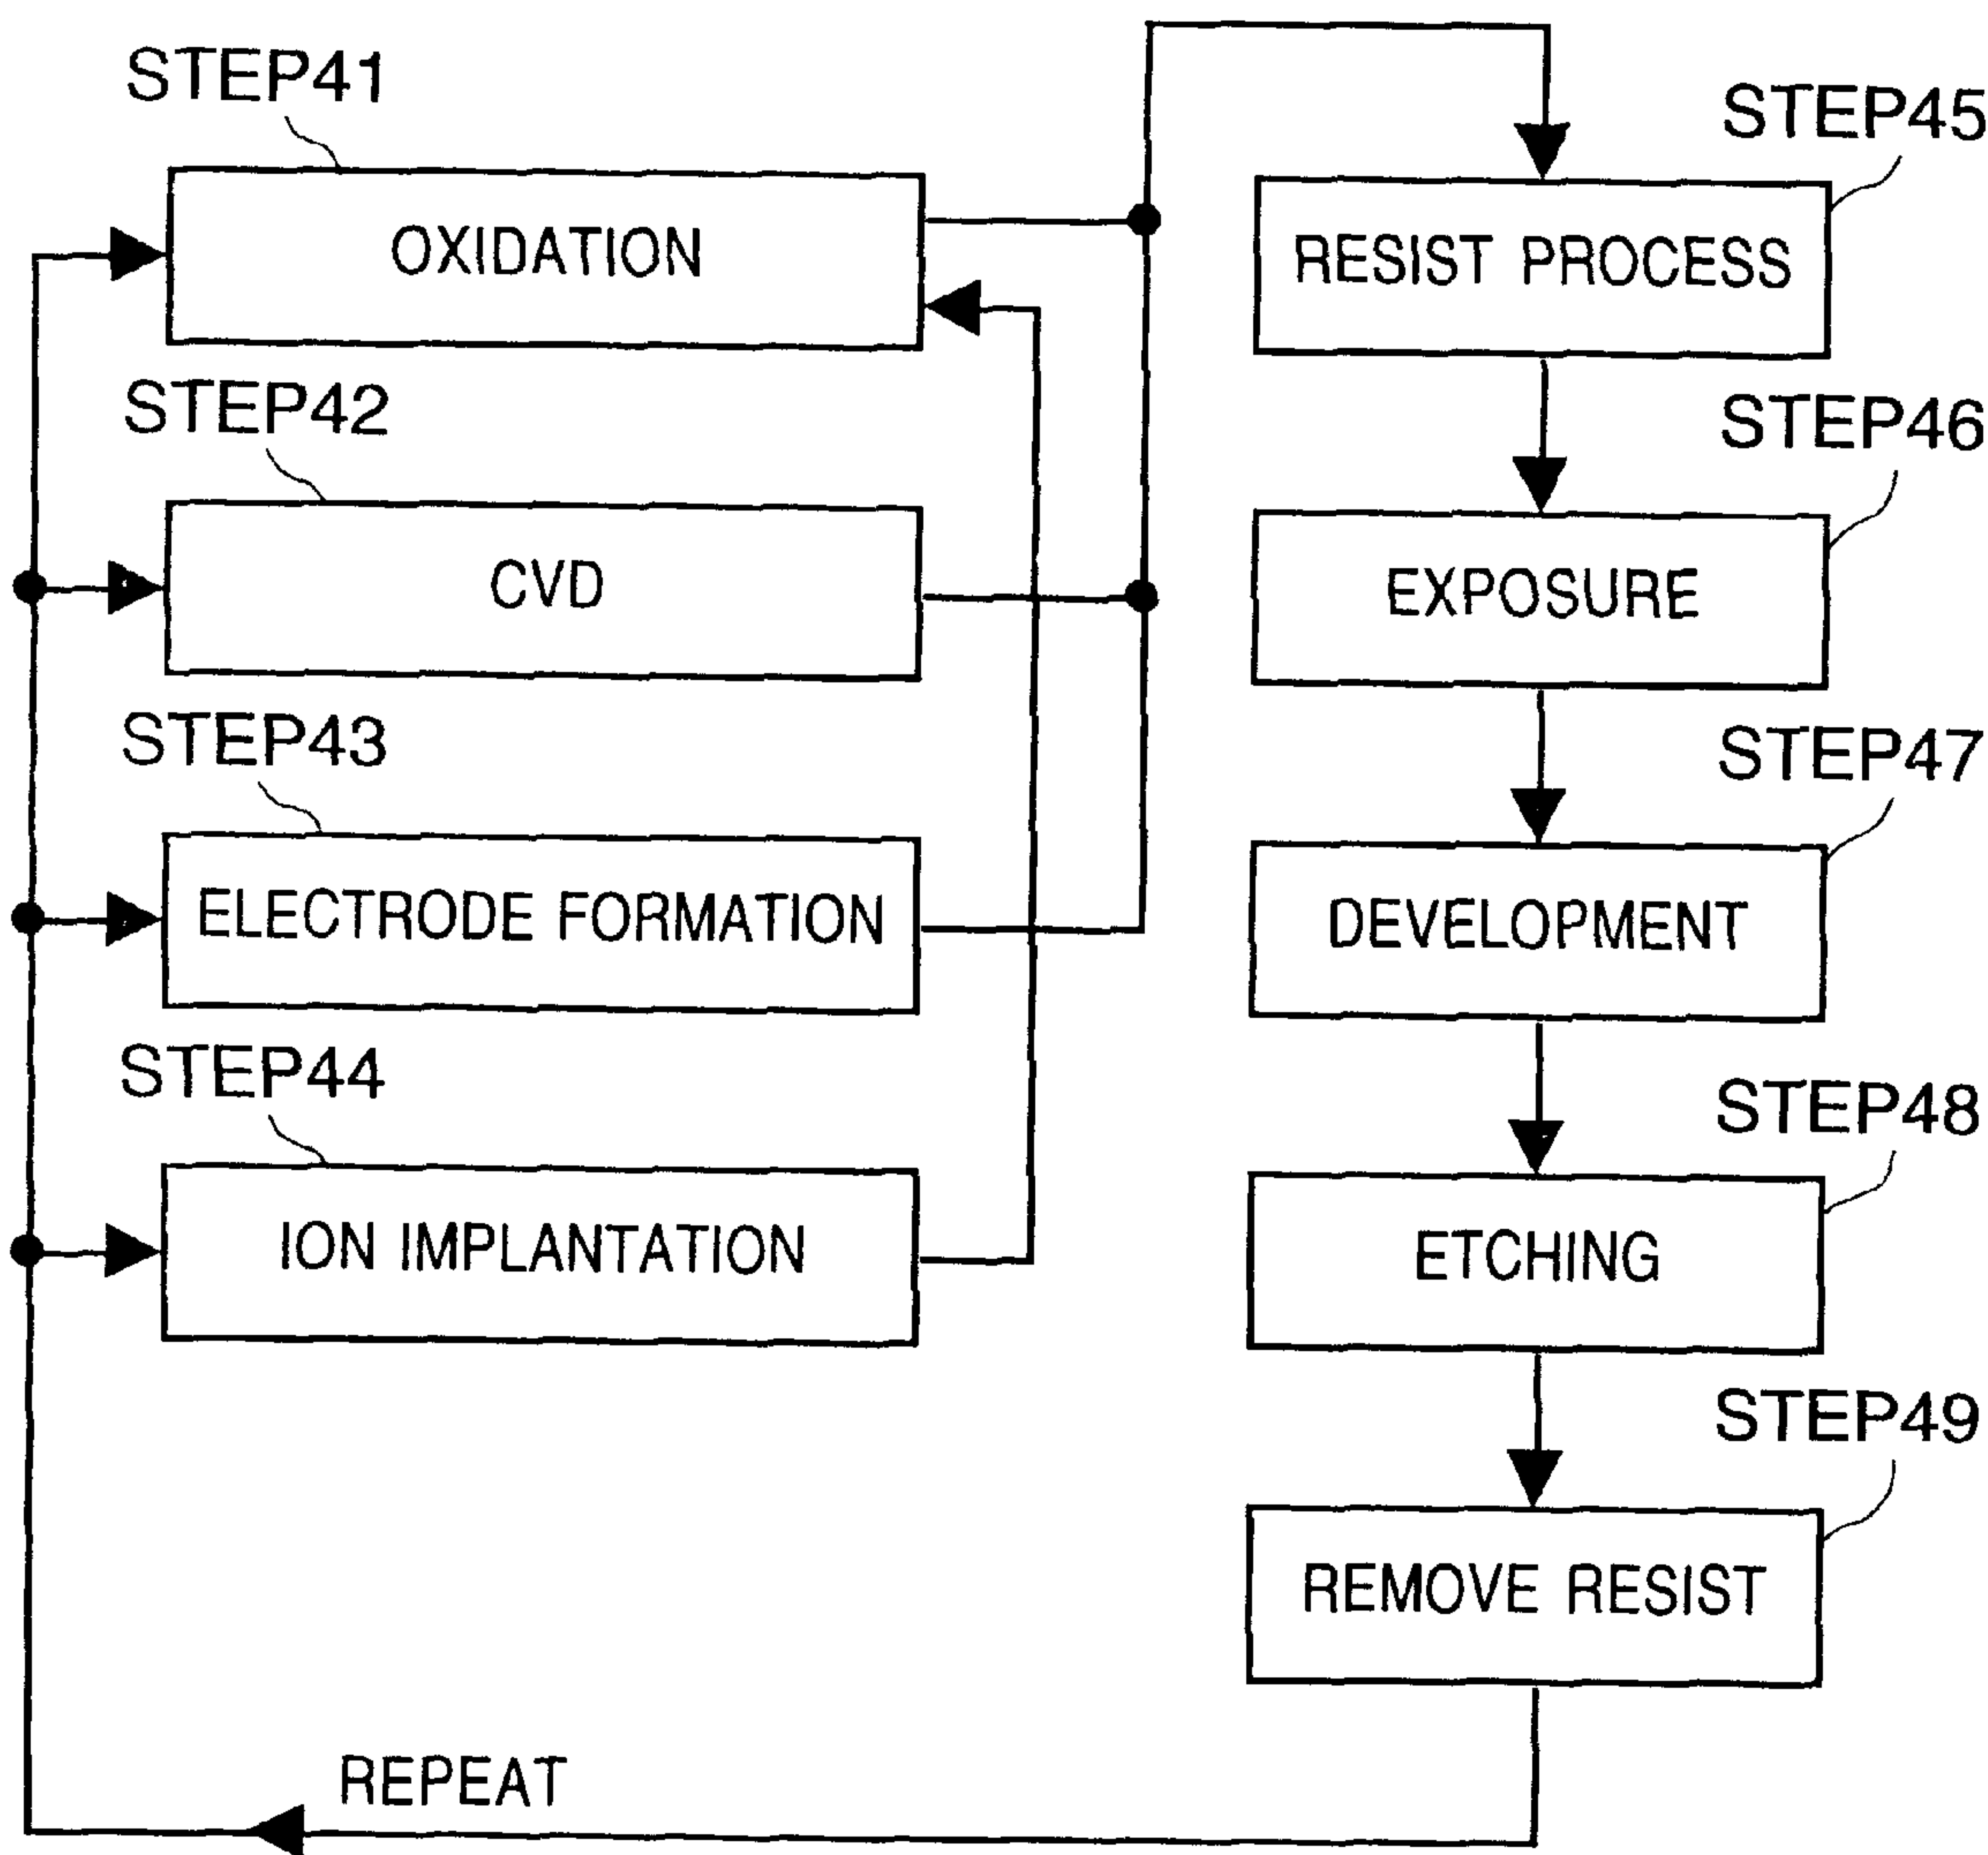 STEP41
OXIDATION
STEP42
CVD
STEP43
ELECTRODE FORMATION
STEP44
ION IMPLANTATION
STEP45
RESIST PROCESS
STEP46
EXPOSURE
STEP47
DEVELOPMENT
STEP48
ETCHING
STEP49
REMOVE RESIST
REPEAT